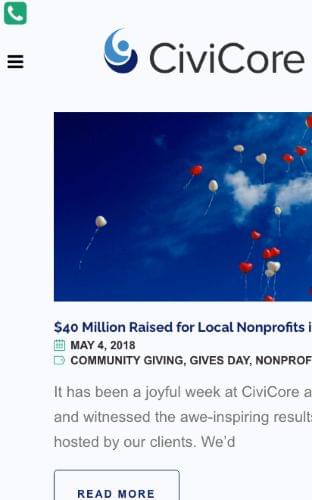 CiviCore
$40 Million Raised for Local Nonprofits
MAY 4, 2018
COMMUNITY GIVING, GIVES DAY, NONPROF
It has been a joyful week at CiviCore a
and witnessed the awe-inspiring results
hosted by our clients. We’d
READ MORE